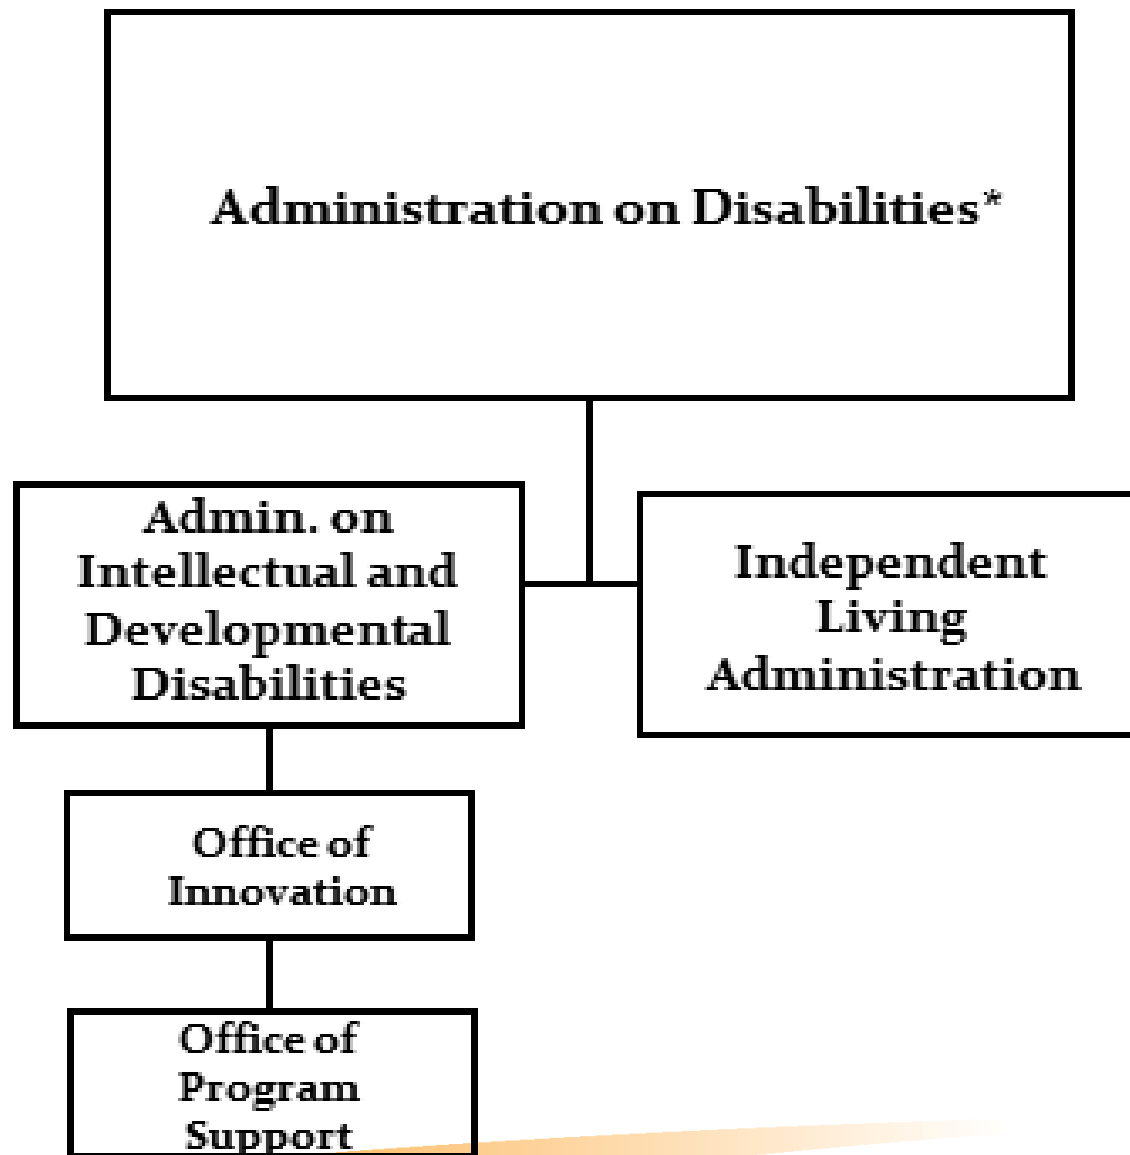 Administration on Disabilities*
Admin. on
Intellectual and
Developmental
Disabilities
Independent
Living
Administration
Office of
Innovation
Office of
Program
Support